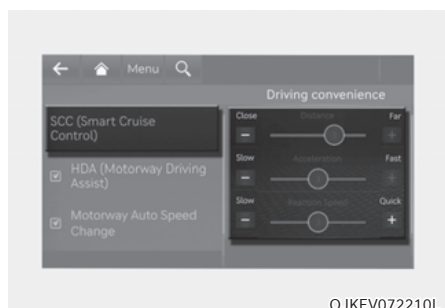 Menu
Driving convenience
SCC (Smart Cruise
Control)
HDA (Motorway Driving
Assist)
Motorway Auto Speed
Change
Close Distance Far
Slow Acceleration Fast
Slow Reaction Speed Quick
OJKEV072210L